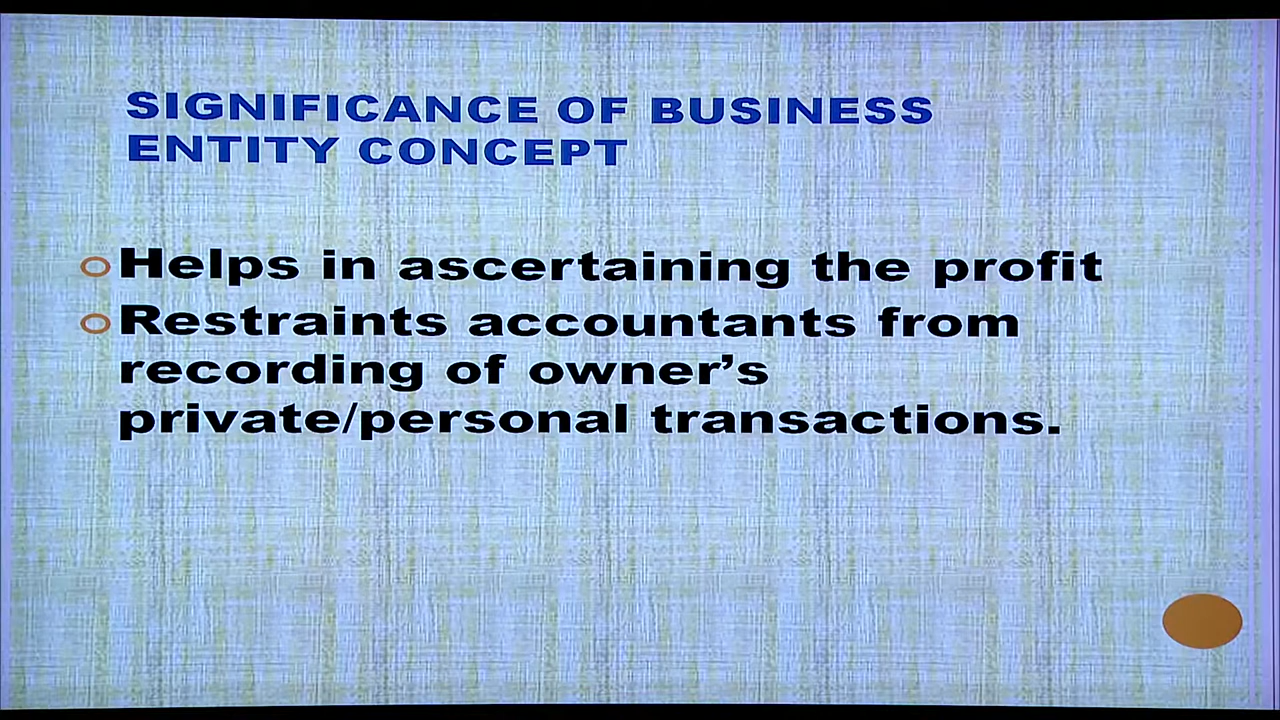 SIGNIFICANCE OF BUSINESS
ENTITY CONCEPT
Helps in ascertaining the profit
Restraints accountants from
recording of owner’s
private/personal transactions.